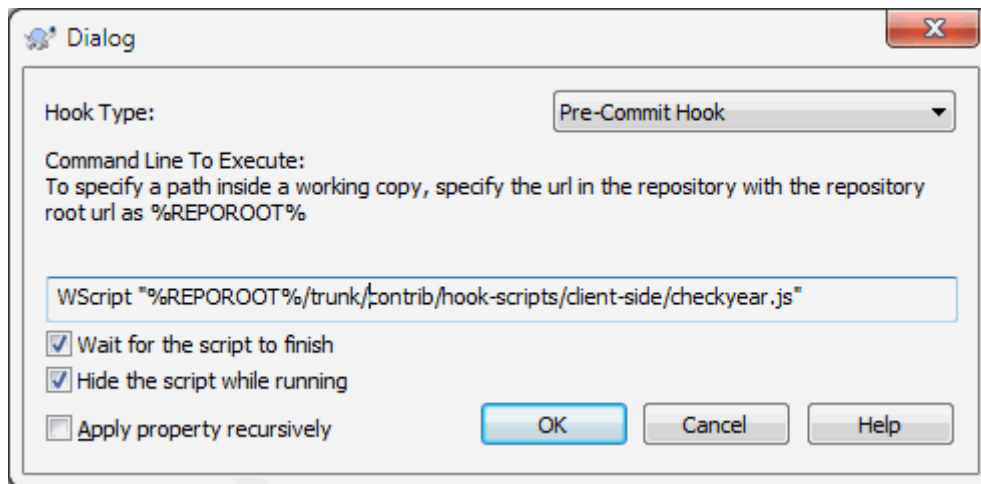 Dialog
Hook Type:
Pre-Commit Hook
Command Line To Execute:
To specify a path inside a working copy, specify the url in the repository with the repository
root url as %REPOROOT%
WScript "%REPOROOT%/trunk/contrib/hook-scripts/client-side/checkyear.js"
Wait for the script to finish
Hide the script while running
Apply property recursively
OK
Cancel
Help